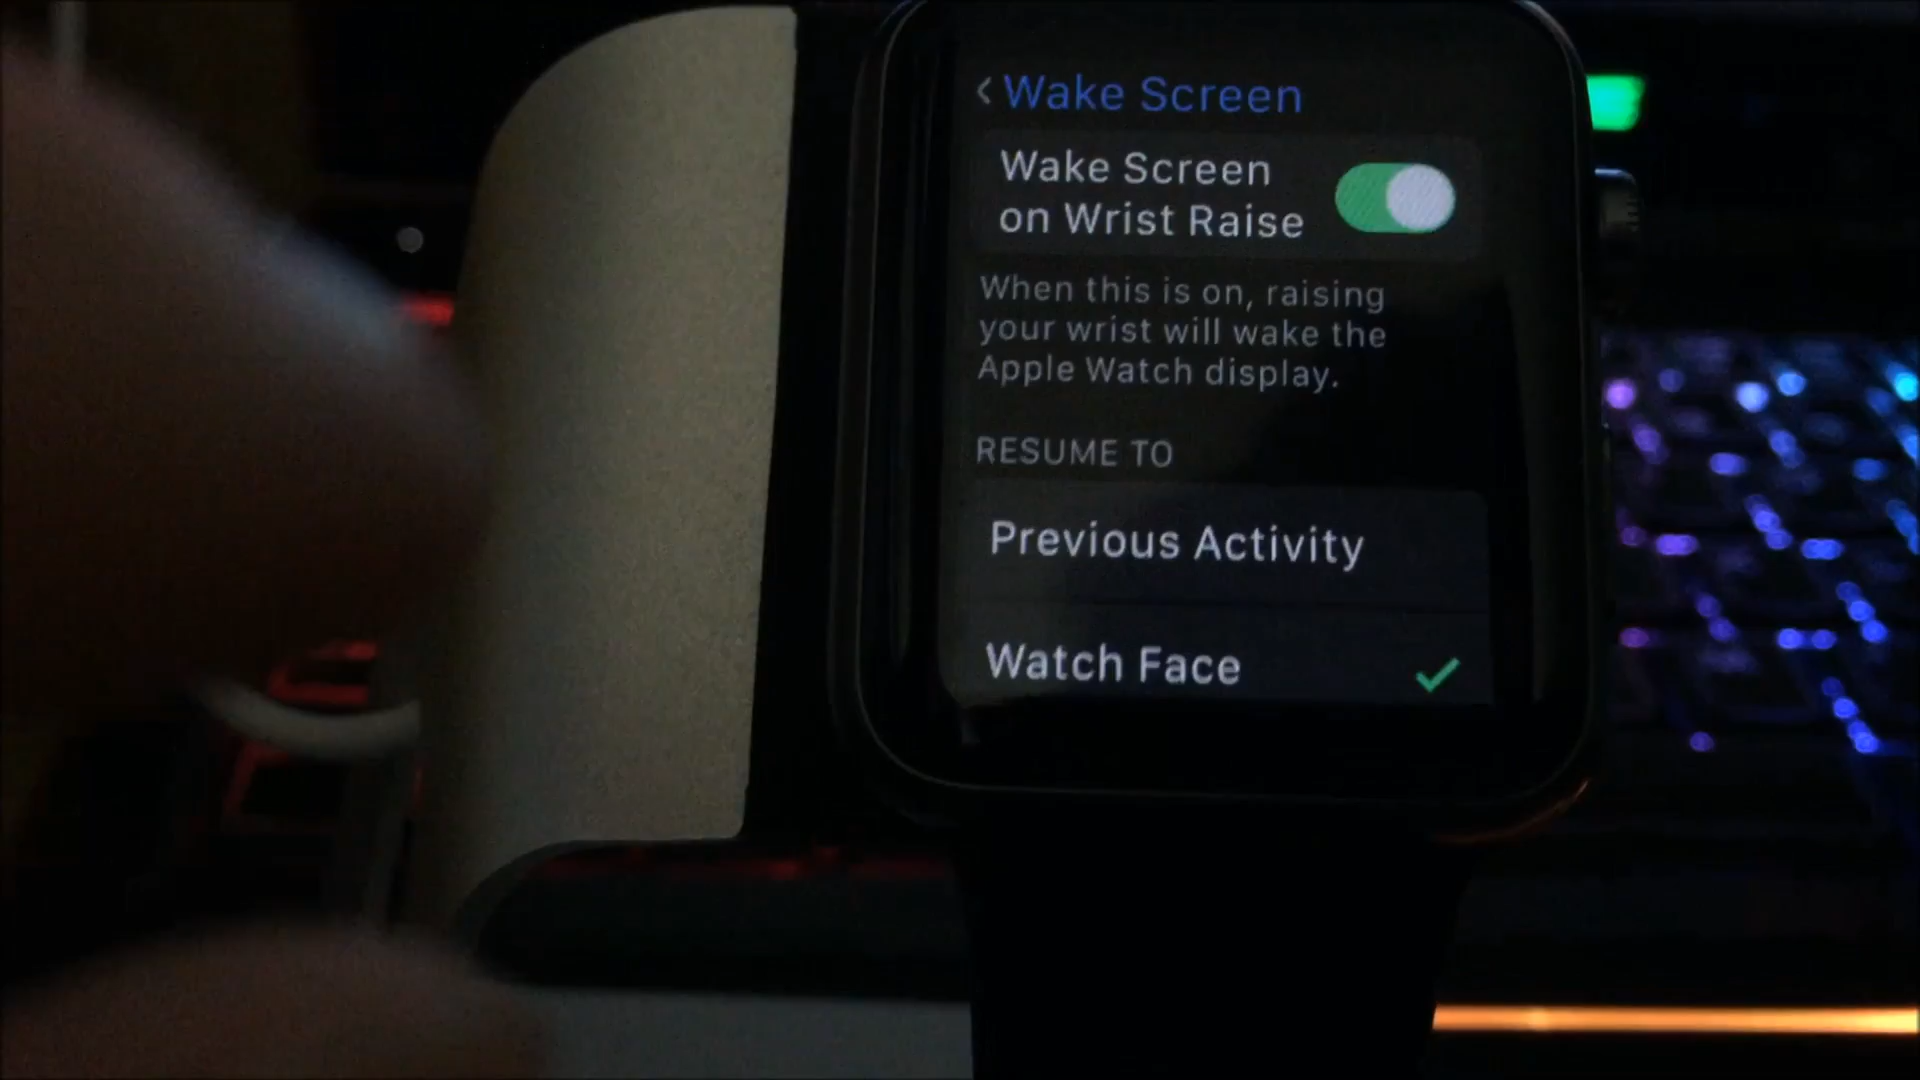 Wake Screen
Wake Screen
on Wrist Raise
When this is on, raising
your wrist will wake the
Apple Watch display.
RESUME TO
Previous Activity
Watch Face